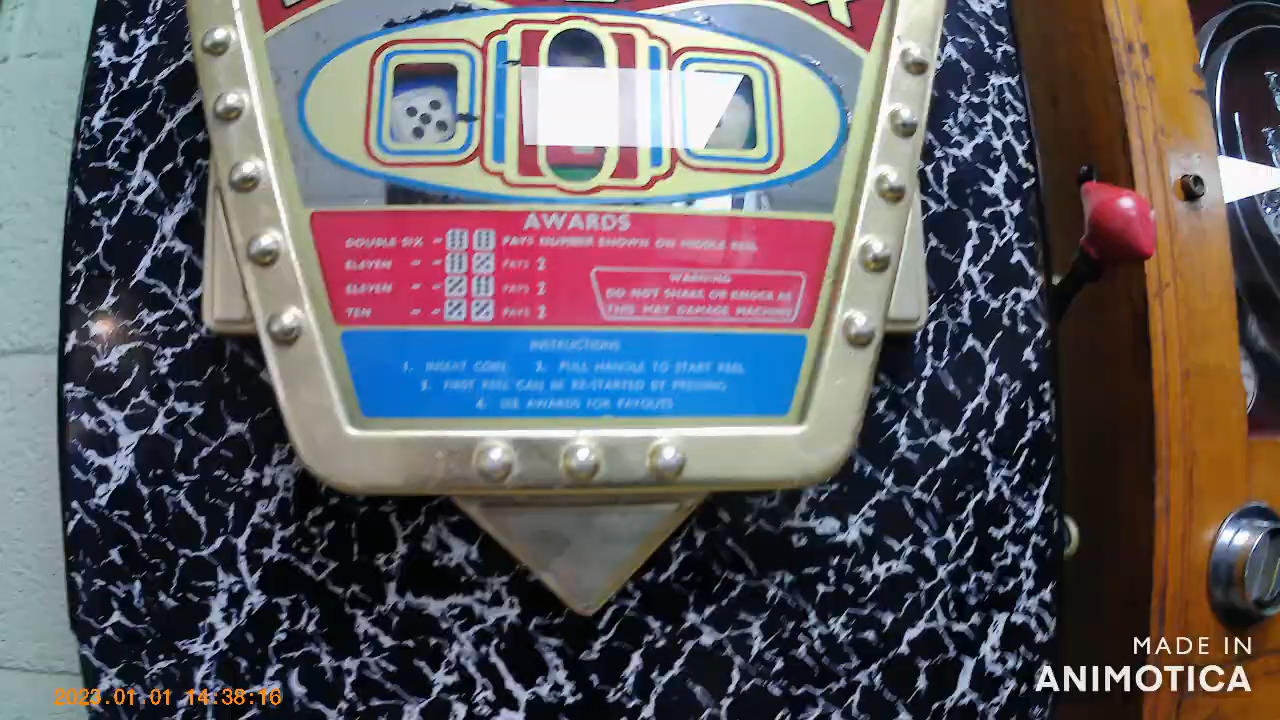 AWARDS
DOUBLE SIX - PAYS NUMBER SHOWN ON MIDDLE REEL
ELEVEN - - PAYS 2
ELEVEN - - PAYS 2
TEN - - PAYS 2
WARNING
DO NOT SHAKE OR KNOCK AS
THIS MAY DAMAGE MACHINE
INSTRUCTIONS
1. INSERT COIN 2. PULL HANDLE TO START REEL
3. FIRST REEL CAN BE RE-STARTED BY PRESSING
4. SEE AWARDS FOR PAYOUTS
MADE IN
ANIMOTICA
2023.01.01 14:38:16